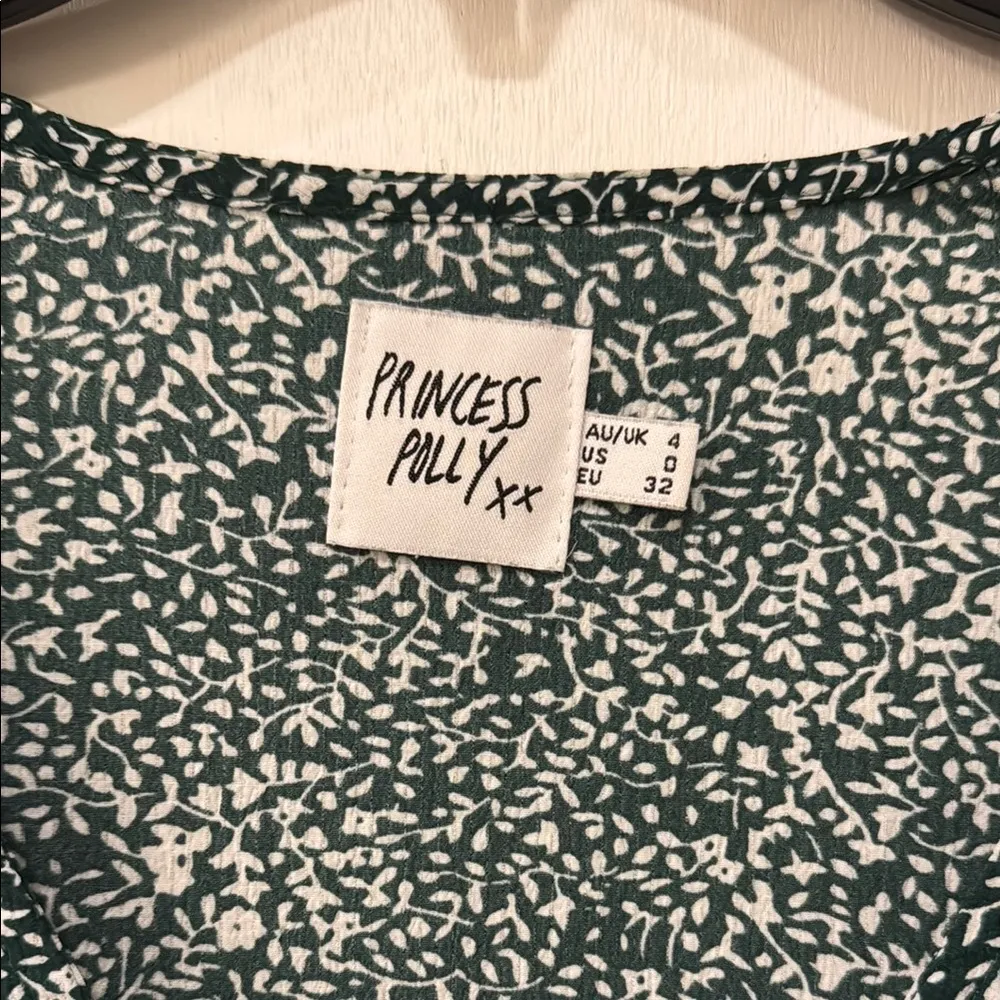 PRINCESS
POLLY
xx
AU/UK 4
US 0
EU 32